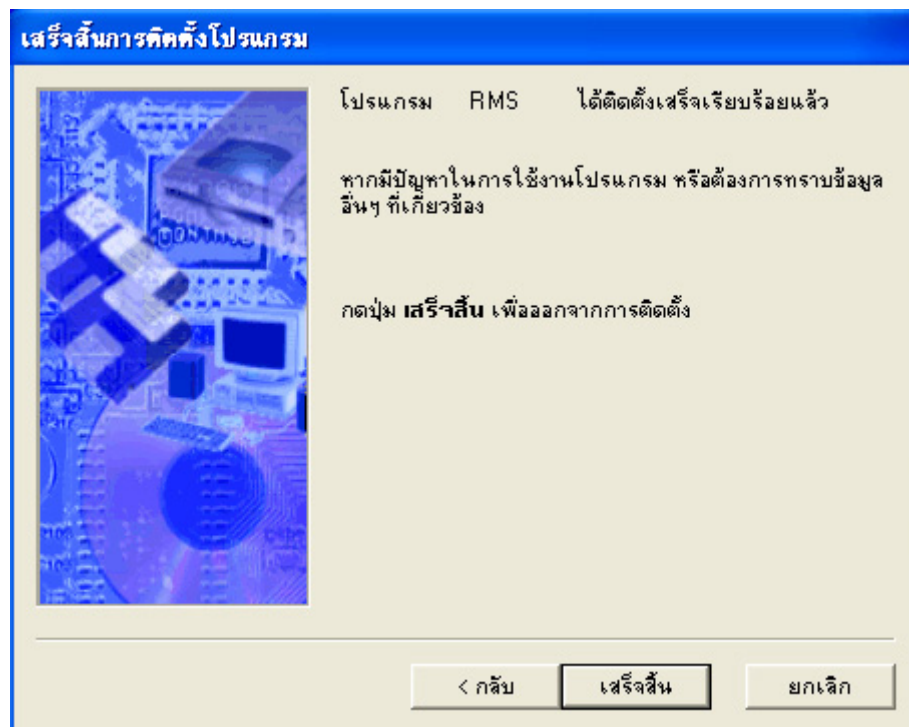 เสร็จสิ้นการติดตั้งโปรแกรม
โปรแกรม RMS ได้ติดตั้งเสร็จเรียบร้อยแล้ว
หากมีปัญหาในการใช้งานโปรแกรม หรือต้องการทราบข้อมูล
อื่นๆ ที่เกี่ยวข้อง
กดปุ่ม เสร็จสิ้น เพื่อออกจากการติดตั้ง
< กลับ
เสร็จสิ้น
ยกเลิก